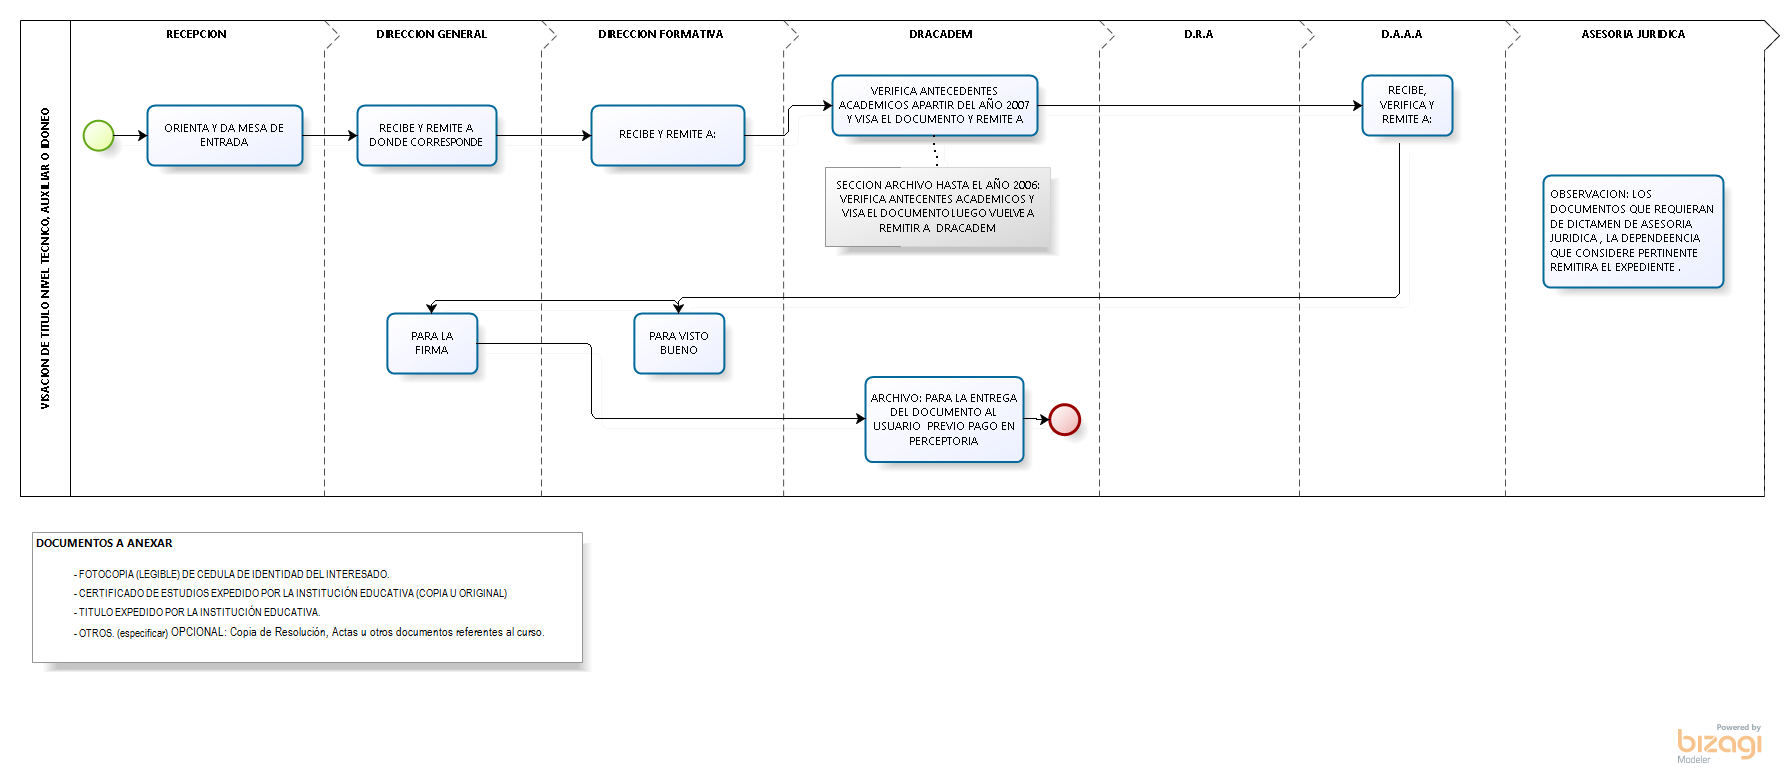 RECEPCION
DIRECCION GENERAL
DIRECCION FORMATIVA
DRACADEM
D.R.A
D.A.A.A
ASESORIA JURIDICA
VISACION DE TITULO NIVEL TECNICO, AUXILIAR O IDONEO
ORIENTA Y DA MESA DE
ENTRADA
RECIBE Y REMITE A
DONDE CORRESPONDE
RECIBE Y REMITE A:
VERIFICA ANTECEDENTES
ACADEMICOS APARTIR DEL AÑO 2007
Y VISA EL DOCUMENTO Y REMITE A
RECIBE,
VERIFICA Y
REMITE A:
SECCION ARCHIVO HASTA EL AÑO 2006:
VERIFICA ANTECENTES ACADEMICOS Y
VISA EL DOCUMENTO LUEGO VUELVE A
REMITIR A DRACADEM
OBSERVACION: LOS
DOCUMENTOS QUE REQUIERAN
DE DICTAMEN DE ASESORIA
JURIDICA , LA DEPENDEENCIA
QUE CONSIDERE PERTINENTE
REMITIRA EL EXPEDIENTE .
PARA LA
FIRMA
PARA VISTO
BUENO
ARCHIVO: PARA LA ENTREGA
DEL DOCUMENTO AL
USUARIO PREVIO PAGO EN
PERCEPTORIA
DOCUMENTOS A ANEXAR
- FOTOCOPIA (LEGIBLE) DE CEDULA DE IDENTIDAD DEL INTERESADO.
- CERTIFICADO DE ESTUDIOS EXPEDIDO POR LA INSTITUCIÓN EDUCATIVA (COPIA U ORIGINAL)
- TITULO EXPEDIDO POR LA INSTITUCIÓN EDUCATIVA.
- OTROS. (especificar) OPCIONAL: Copia de Resolución, Actas u otros documentos referentes al curso.
Powered by
bizagi
Modeler